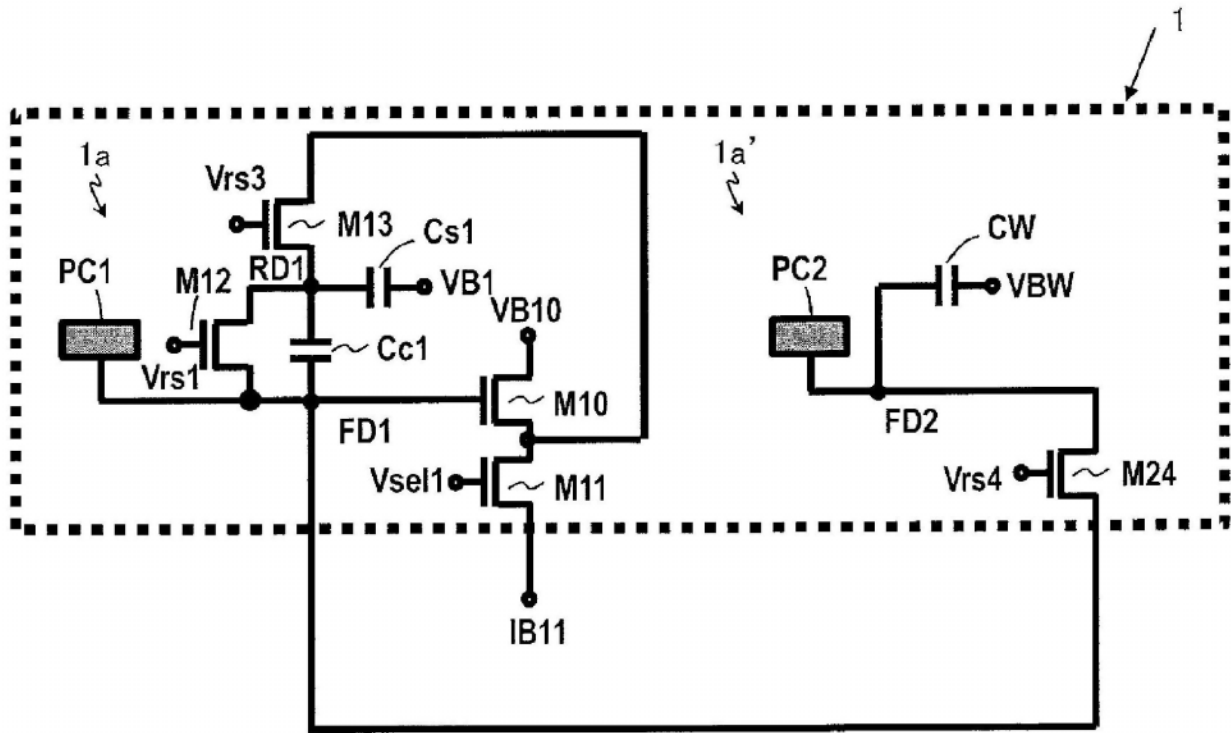 1
1a
1a'
Vrs3
M13
Cs1
CW
RD1
PC1
M12
VB1
PC2
VBW
VB10
Cc1
Vrs1
M10
FD1
FD2
Vsel1
M11
Vrs4
M24
IB11